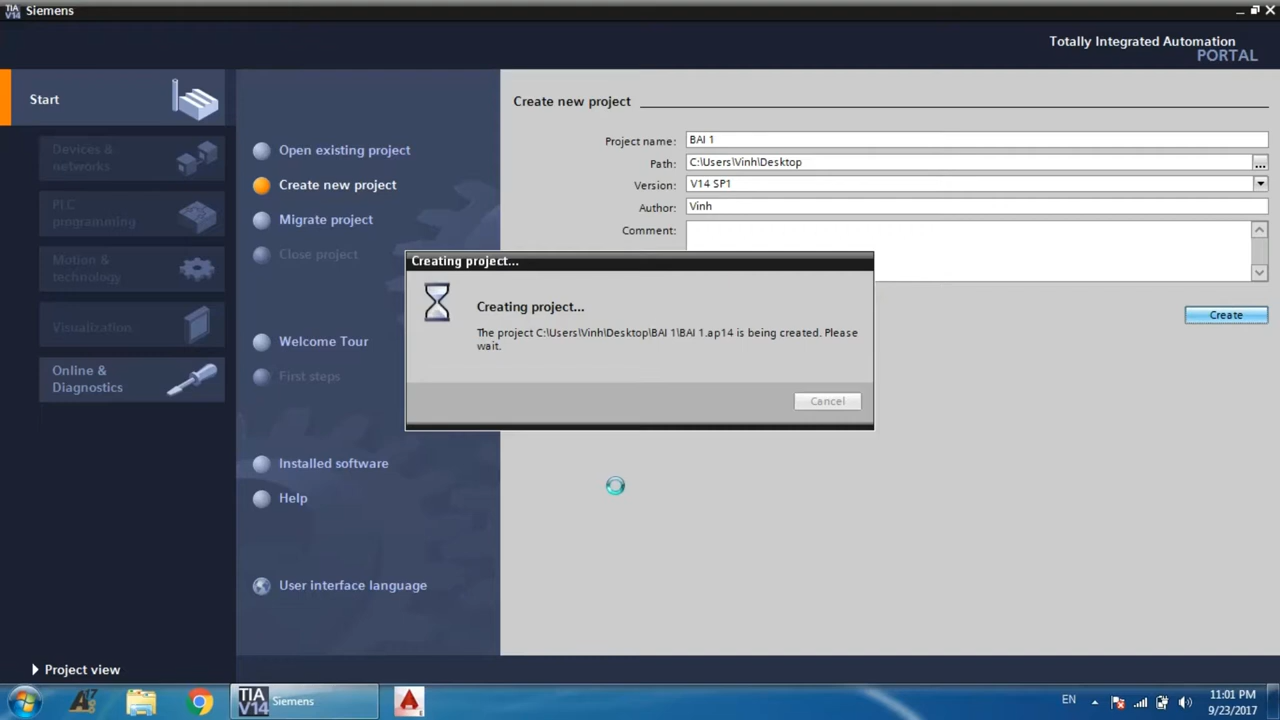 TIA
V14
Siemens
Totally Integrated Automation
PORTAL
Start
Devices &
networks
PLC
programming
Motion &
technology
Visualization
Online &
Diagnostics
Open existing project
Create new project
Migrate project
Close project
Welcome Tour
First steps
Installed software
Help
User interface language
Create new project
Project name: BAI 1
Path: C:\Users\Vinh\Desktop ...
Version: V14 SP1
Author: Vinh
Comment:
Create
Creating project...
Creating project...
The project C:\Users\Vinh\Desktop\BAI 1\BAI 1.ap14 is being created. Please
wait.
Cancel
Project view
17
TIA
V14
Siemens
EN
11:01 PM
9/23/2017